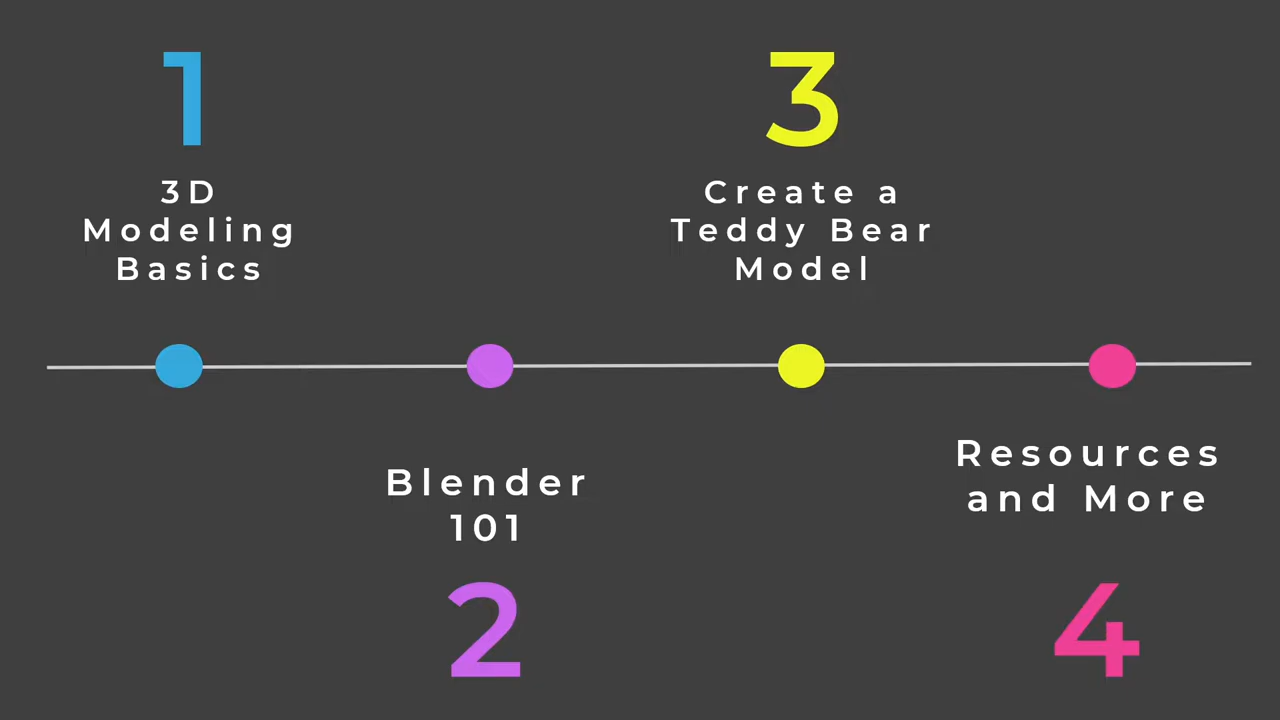 1
3D
Modeling
Basics
Blender
101
2
3
Create a
Teddy Bear
Model
Resources
and More
4